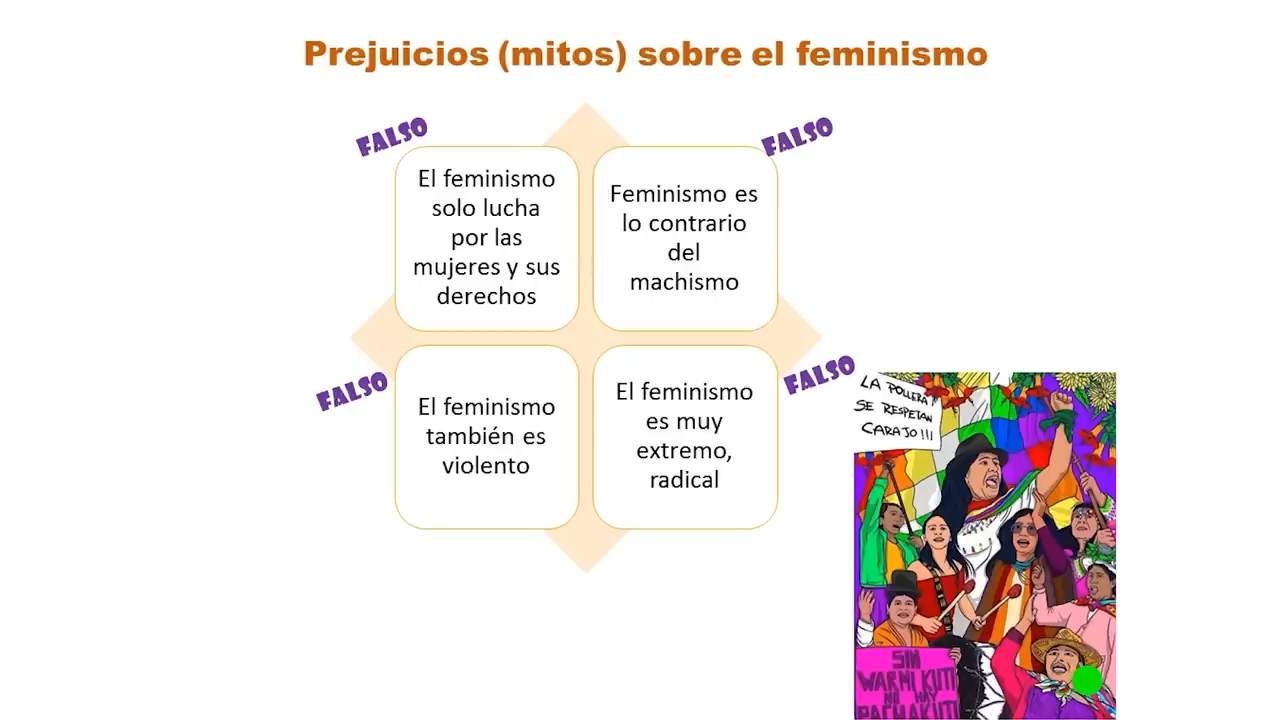 Prejuicios (mitos) sobre el feminismo
FALSO
El feminismo
solo lucha
por las
mujeres y sus
derechos
FALSO
Feminismo es
lo contrario
del
machismo
FALSO
El feminismo
también es
violento
FALSO
El feminismo
es muy
extremo,
radical
LA POLLERA
SE RESPETAN
CARAJO!!!
SIN
WARMI KUTI
NO HAY
PACHAKUTI